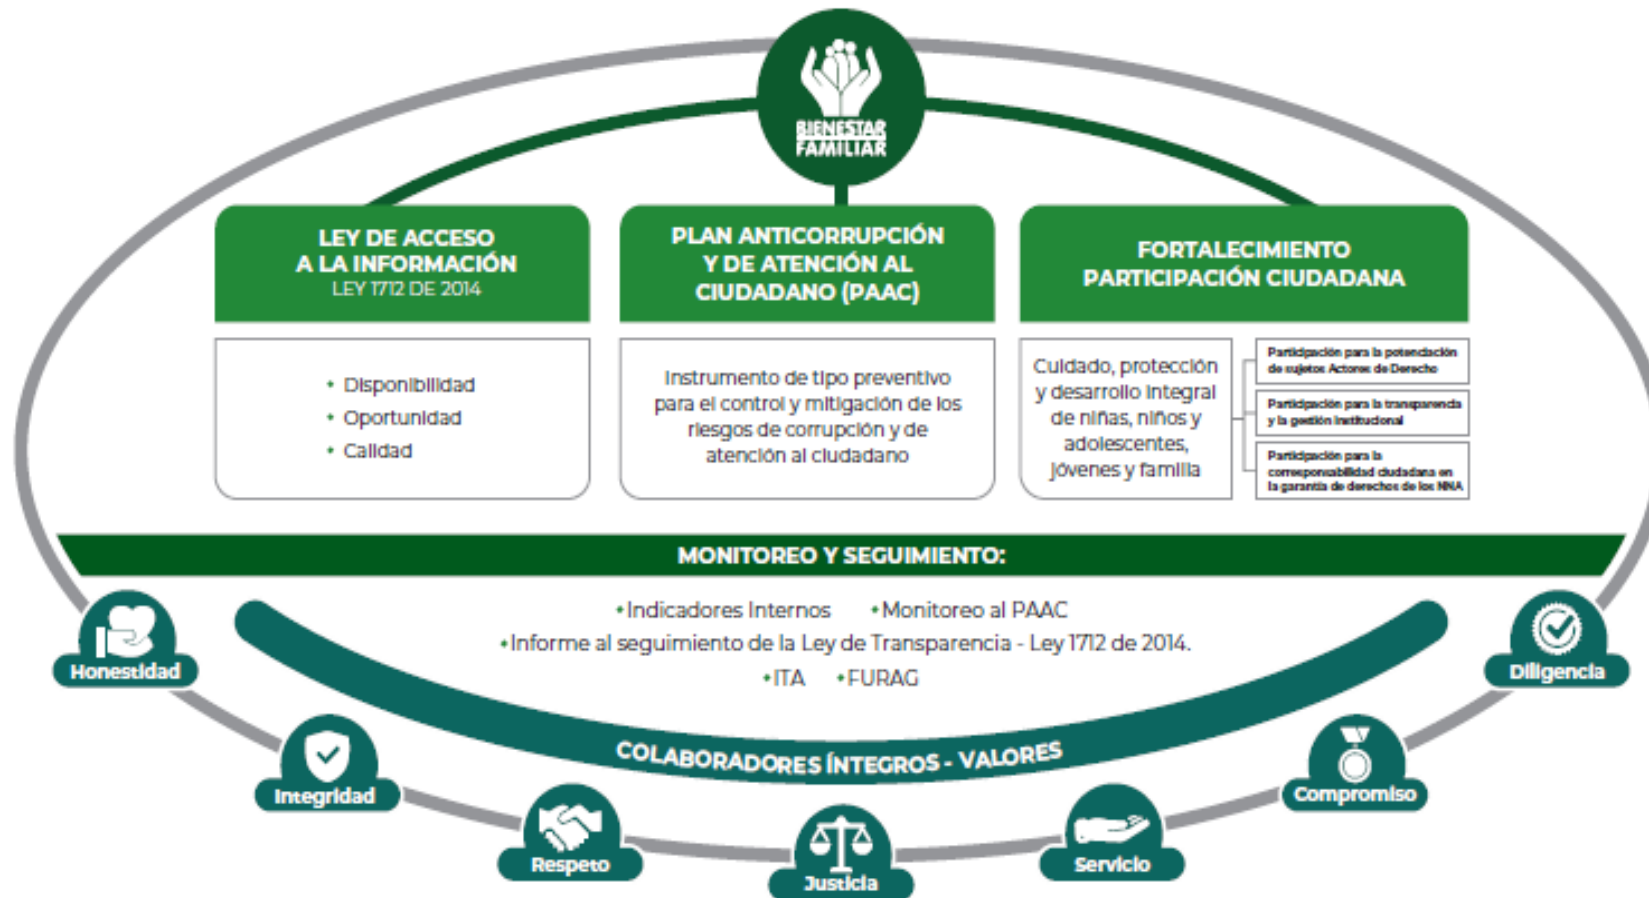 BIENESTAR
FAMILIAR
LEY DE ACCESO
A LA INFORMACIÓN
LEY 1712 DE 2014
• Disponibilidad
• Oportunidad
• Calidad
PLAN ANTICORRUPCIÓN
Y DE ATENCIÓN AL
CIUDADANO (PAAC)
Instrumento de tipo preventivo
para el control y mitigación de los
riesgos de corrupción y de
atención al ciudadano
FORTALECIMIENTO
PARTICIPACIÓN CIUDADANA
Cuidado, protección
y desarrollo integral
de niñas, niños y
adolescentes,
jóvenes y familia
Participación para la potenciación
de sujetos Actores de Derecho
Participación para la transparencia
y la gestión Institucional
Participación para la
corresponsabilidad ciudadana en
la garantía de derechos de los NNA
MONITOREO Y SEGUIMIENTO:
• Indicadores Internos • Monitoreo al PAAC
• Informe al seguimiento de la Ley de Transparencia - Ley 1712 de 2014.
• ITA • FURAG
COLABORADORES ÍNTEGROS - VALORES
Honestidad
Integridad
Respeto
Justicia
Servicio
Compromiso
Diligencia